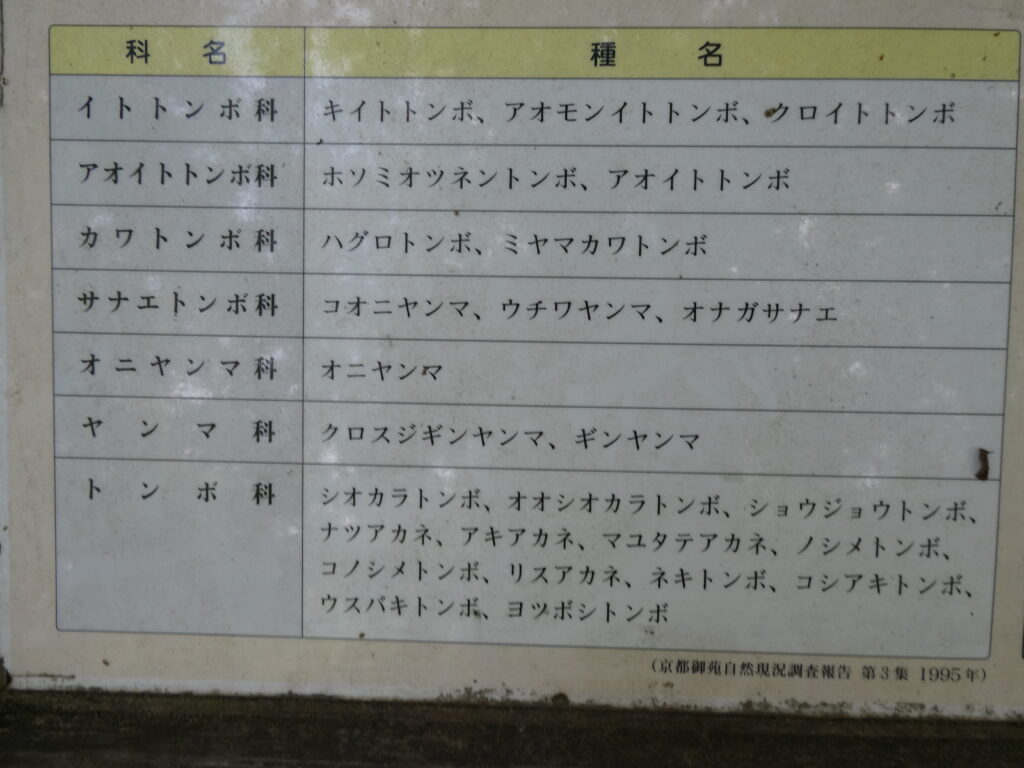 科名 種名
イトトンボ科 キイトトンボ、アオモンイトトンボ、クロイトトンボ
アオイトトンボ科 ホソミオツネントンボ、アオイトトンボ
カワトンボ科 ハグロトンボ、ミヤマカワトンボ
サナエトンボ科 コオニヤンマ、ウチワヤンマ、オナガサナエ
オニヤンマ科 オニヤンマ
ヤンマ科 クロスジギンヤンマ、ギンヤンマ
トンボ科 シオカラトンボ、オオシオカラトンボ、ショウジョウトンボ、
ナツアカネ、アキアカネ、マユタテアカネ、ノシメトンボ、
コノシメトンボ、リスアカネ、ネキトンボ、コシアキトンボ、
ウスバキトンボ、ヨツボシトンボ
(京都御苑自然現況調査報告 第3集 1995年)